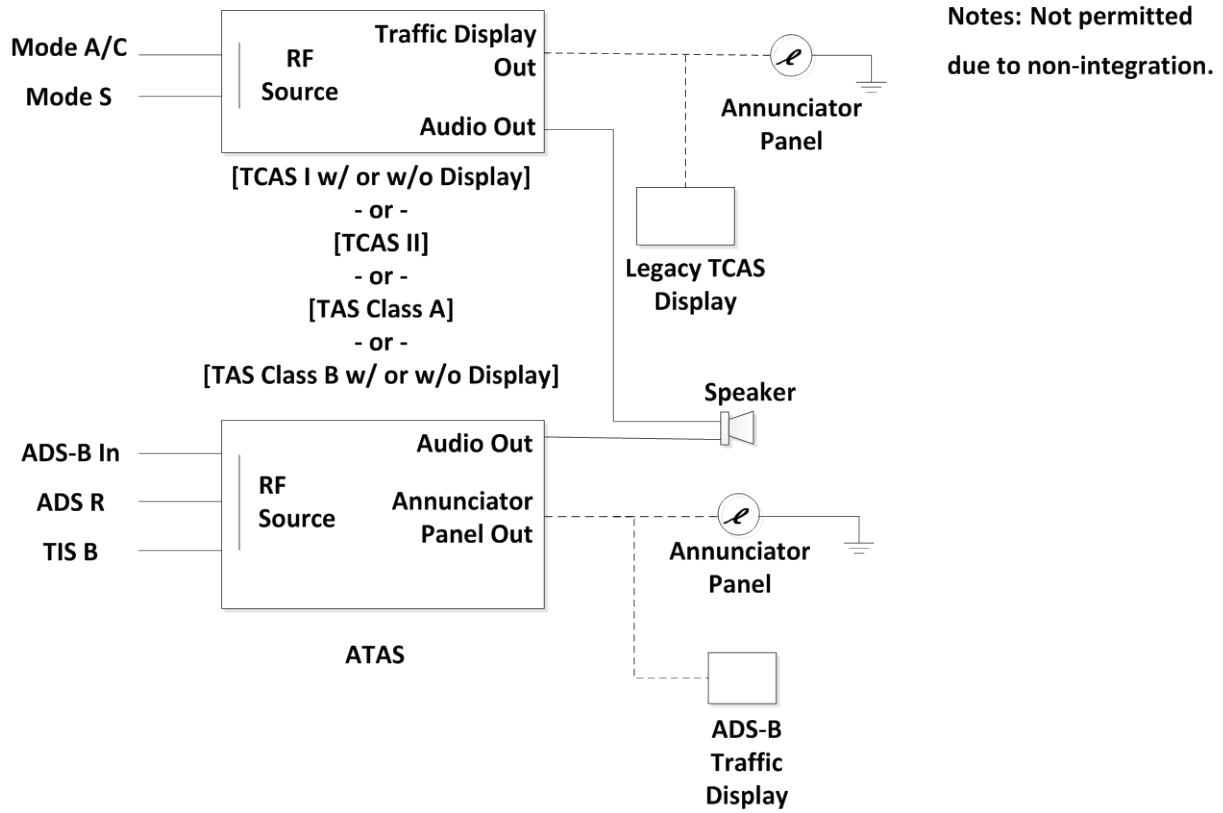 Notes: Not permitted
due to non-integration.
Mode A/C
Mode S
RF
Source
Traffic Display
Out
Audio Out
Annunciator
Panel
[TCAS I w/ or w/o Display]
- or -
[TCAS II]
- or -
[TAS Class A]
- or -
[TAS Class B w/ or w/o Display]
Legacy TCAS
Display
Speaker
ADS-B In
ADS R
TIS B
RF
Source
Audio Out
Annunciator
Panel Out
Annunciator
Panel
ATAS
ADS-B
Traffic
Display